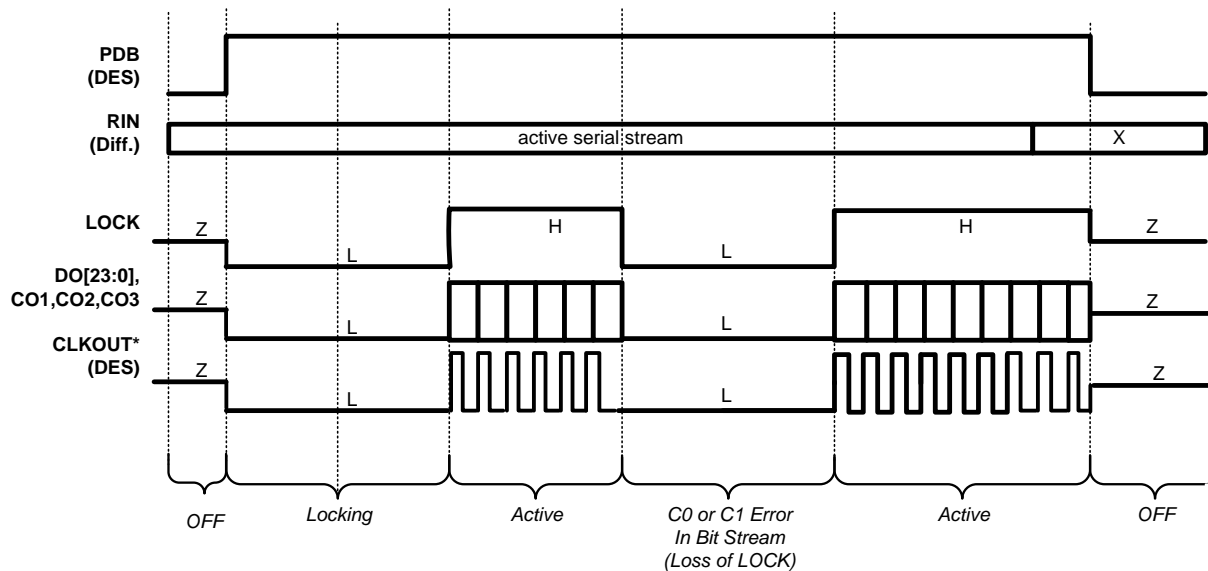 PDB
(DES)
RIN
(Diff.)
active serial stream
X
LOCK
Z
L
H
L
H
Z
DO[23:0],
CO1,CO2,CO3
Z
L
L
Z
CLKOUT*
(DES)
Z
L
L
Z
OFF
Locking
Active
C0 or C1 Error
In Bit Stream
(Loss of LOCK)
Active
OFF